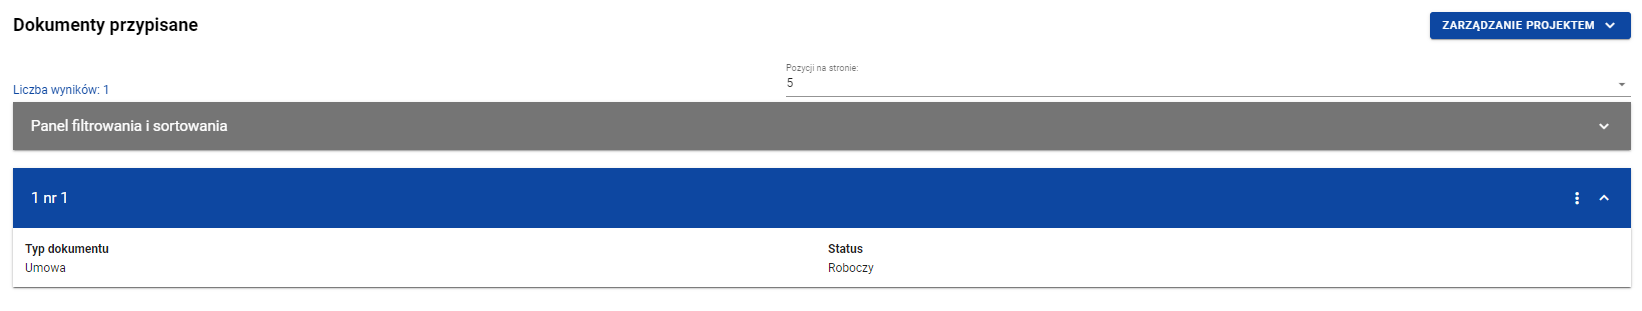 Dokumenty przypisane
ZARZĄDZANIE PROJEKTEM
Liczba wyników: 1
Pozycji na stronie:
5
Panel filtrowania i sortowania
1 nr 1
Typ dokumentu
Umowa
Status
Roboczy